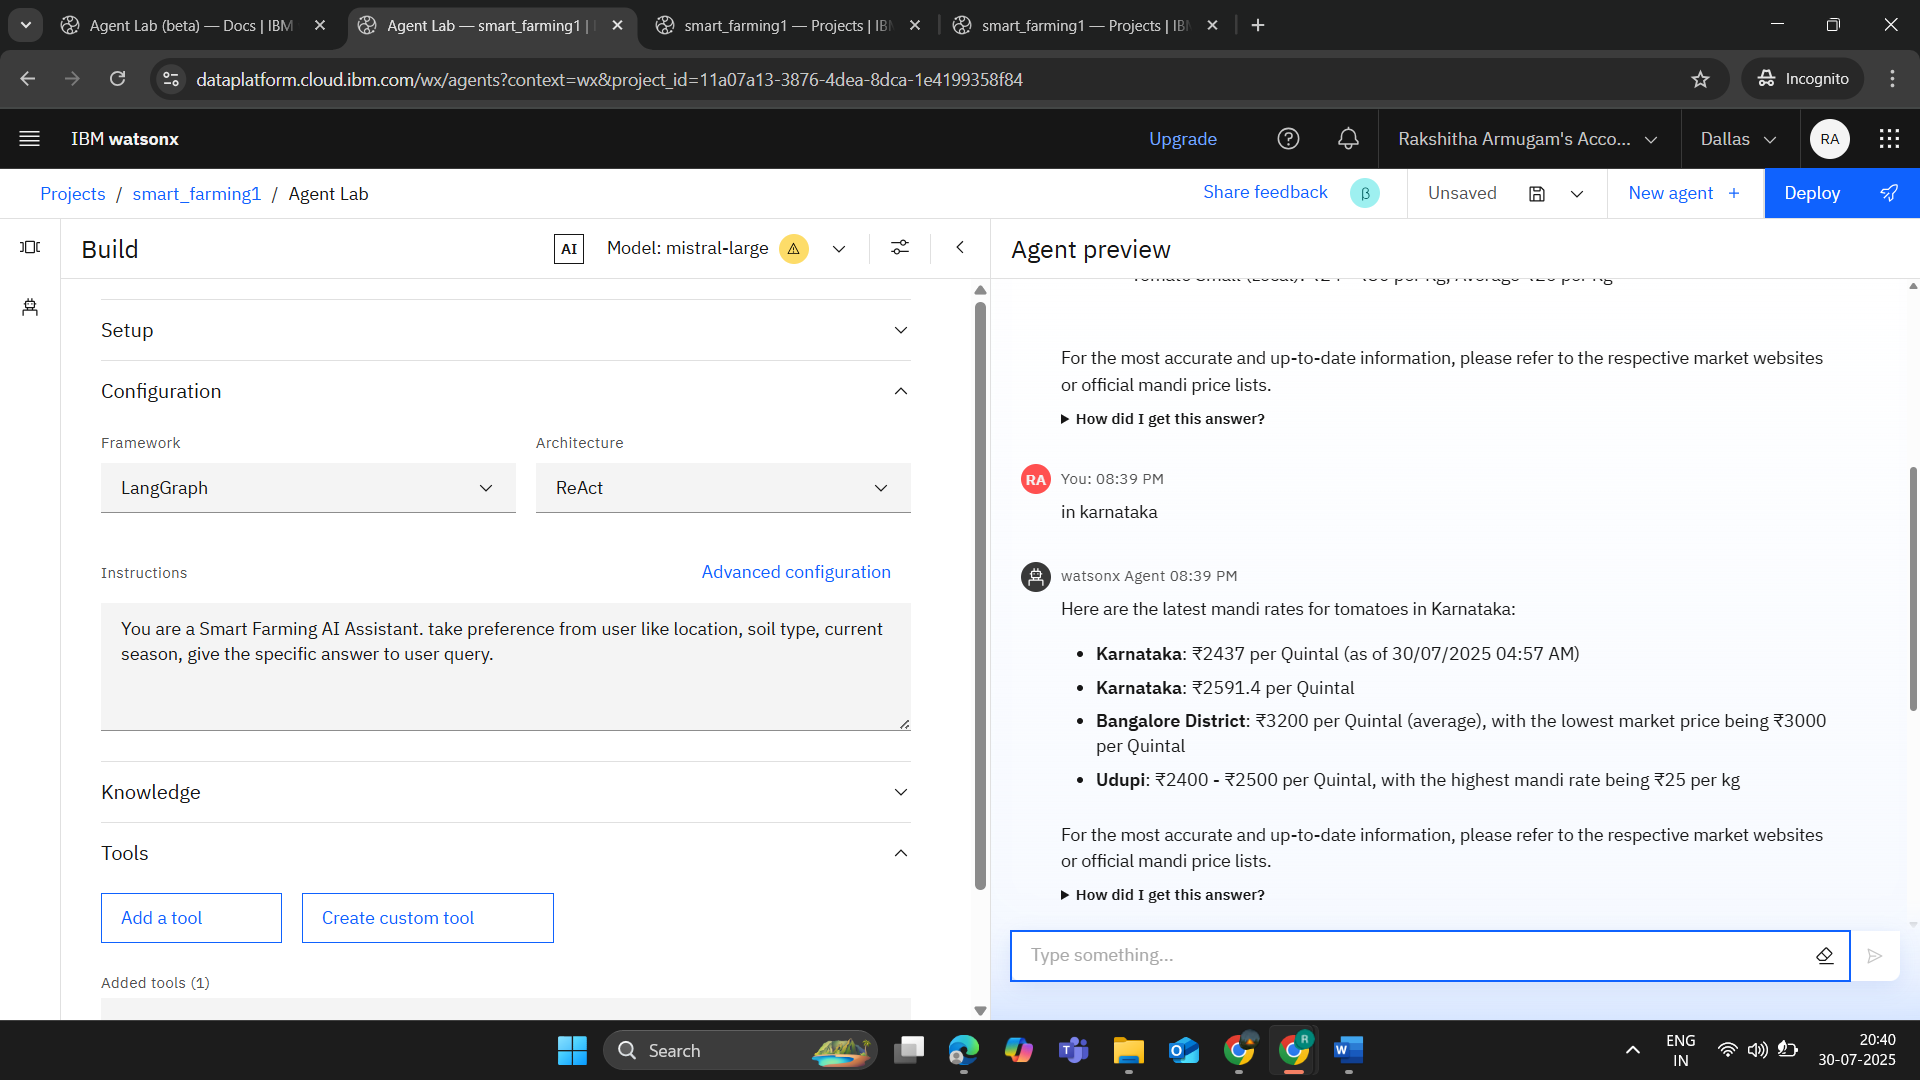 Agent Lab (beta) — Docs | IBM
Agent Lab — smart_farming1 |
smart_farming1 — Projects | IBM
smart_farming1 — Projects | IBM
dataplatform.cloud.ibm.com/wx/agents?context=wx&project_id=11a07a13-3876-4dea-8dca-1e4199358f84
Incognito
IBM watsonx
Upgrade
Rakshitha Armugam's Acco...
Dallas
RA
Projects / smart_farming1 / Agent Lab
Share feedback
β
Unsaved
New agent +
Deploy
Build
AI
Model: mistral-large
Agent preview
Setup
Configuration
Framework
Architecture
LangGraph
ReAct
Instructions
Advanced configuration
You are a Smart Farming AI Assistant. take preference from user like location, soil type, current
season, give the specific answer to user query.
Knowledge
Tools
Add a tool
Create custom tool
Added tools (1)
For the most accurate and up-to-date information, please refer to the respective market websites
or official mandi price lists.
How did I get this answer?
RA
You: 08:39 PM
in karnataka
watsonx Agent 08:39 PM
Here are the latest mandi rates for tomatoes in Karnataka:
• Karnataka: ₹2437 per Quintal (as of 30/07/2025 04:57 AM)
• Karnataka: ₹2591.4 per Quintal
• Bangalore District: ₹3200 per Quintal (average), with the lowest market price being ₹3000
per Quintal
• Udupi: ₹2400 - ₹2500 per Quintal, with the highest mandi rate being ₹25 per kg
For the most accurate and up-to-date information, please refer to the respective market websites
or official mandi price lists.
How did I get this answer?
Type something...
Search
ENG
IN
20:40
30-07-2025